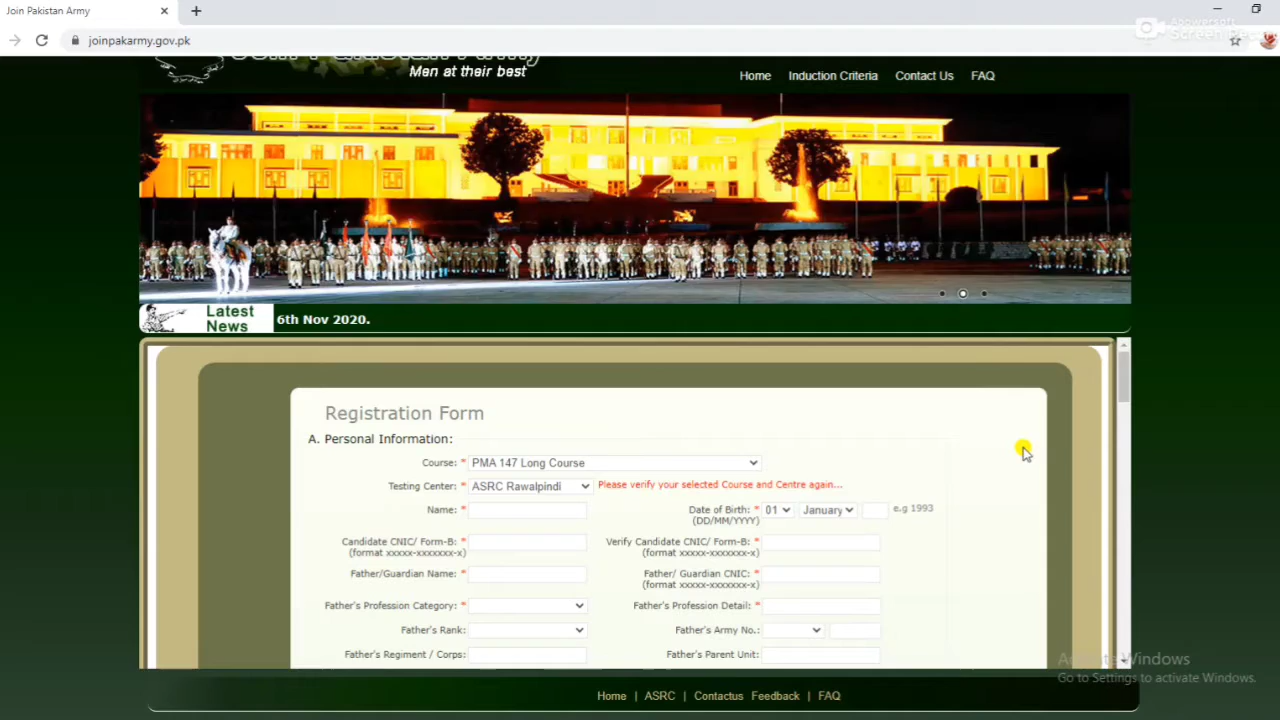 Join Pakistan Army
joinpakarmy.gov.pk
Apowersoft
Screen Rec
Men at their best
Home Induction Criteria Contact Us FAQ
Latest News
6th Nov 2020.
Registration Form
A. Personal Information:
Course: * PMA 147 Long Course
Testing Center: * ASRC Rawalpindi Please verify your selected Course and Centre again...
Name: * Date of Birth: * 01 January e.g 1993
(DD/MM/YYYY)
Candidate CNIC/ Form-B: * Verify Candidate CNIC/ Form-B: *
(format xxxxx-xxxxxxx-x) (format xxxxx-xxxxxxx-x)
Father/Guardian Name: * Father/ Guardian CNIC: *
(format xxxxx-xxxxxxx-x)
Father's Profession Category: * Father's Profession Detail: *
Father's Rank: Father's Army No.:
Father's Regiment / Corps: Father's Parent Unit:
Activate Windows
Go to Settings to activate Windows.
Home | ASRC | Contactus Feedback | FAQ